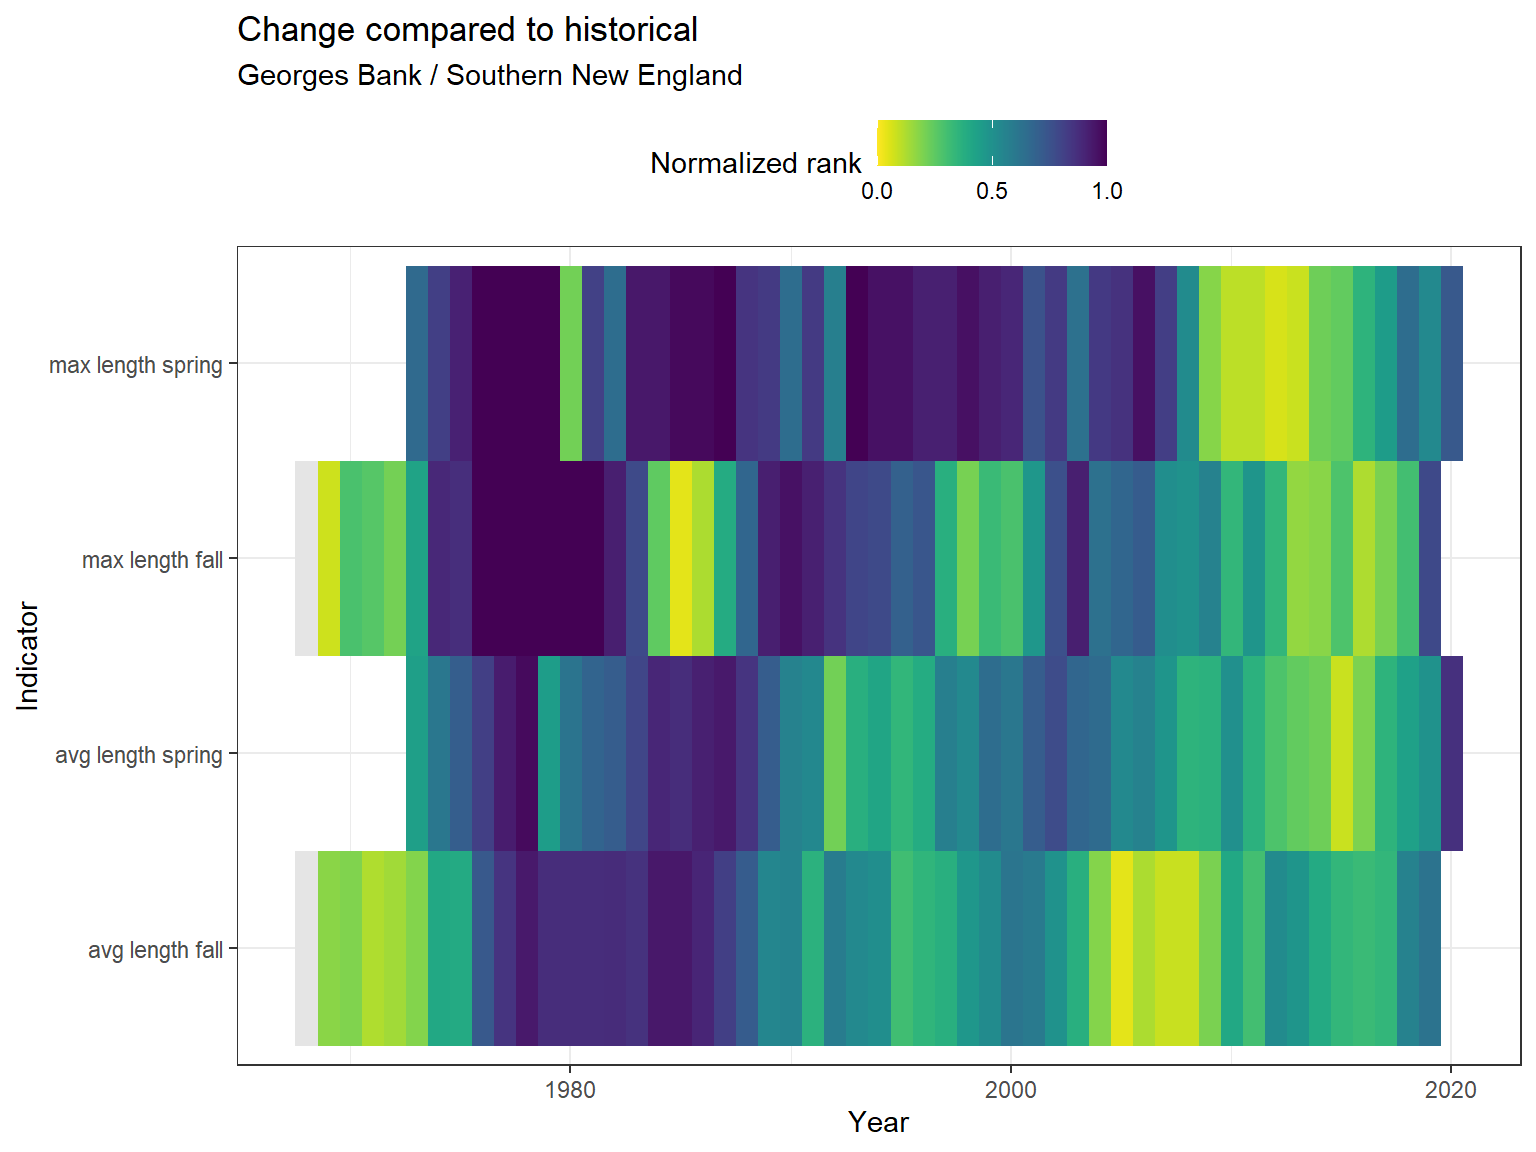 Change compared to historical
Georges Bank / Southern New England
Normalized rank
0.0 0.5 1.0
max length spring
max length fall
avg length spring
avg length fall
Indicator
1980 2000 2020
Year